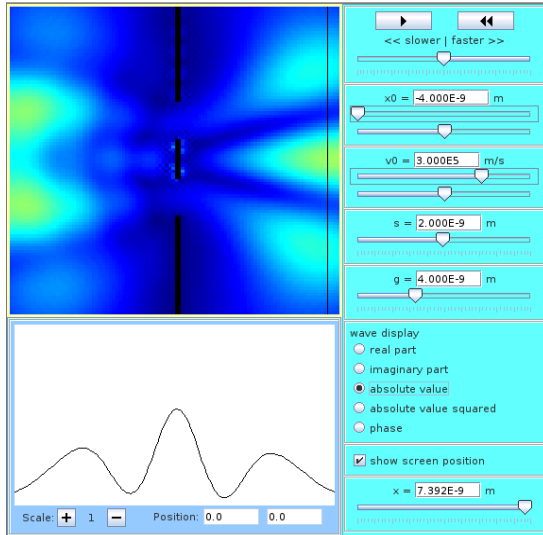 << slower | faster >>
x0 = -4.000E-9 m
v0 = 3.000E5 m/s
s = 2.000E-9 m
g = 4.000E-9 m
wave display
real part
imaginary part
absolute value
absolute value squared
phase
show screen position
x = 7.392E-9 m
Scale: + 1 − Position: 0.0 0.0